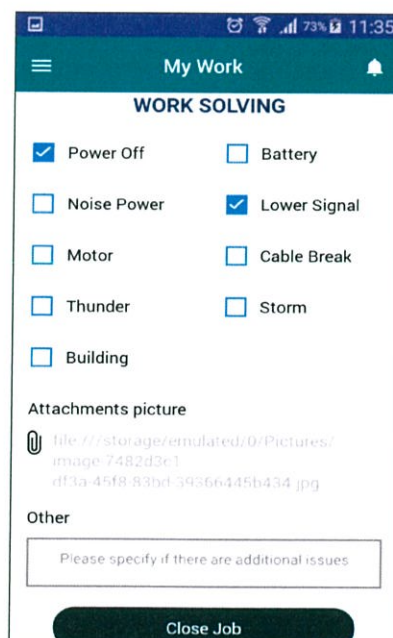 73% 11:35
My Work
WORK SOLVING
Power Off Battery
Noise Power Lower Signal
Motor Cable Break
Thunder Storm
Building
Attachments picture
file:///storage/emulated/0/Pictures/
image-7482d3e1
df3a-45f8-83bd-39366445b434.jpg
Other
Please specify if there are additional issues
Close Job